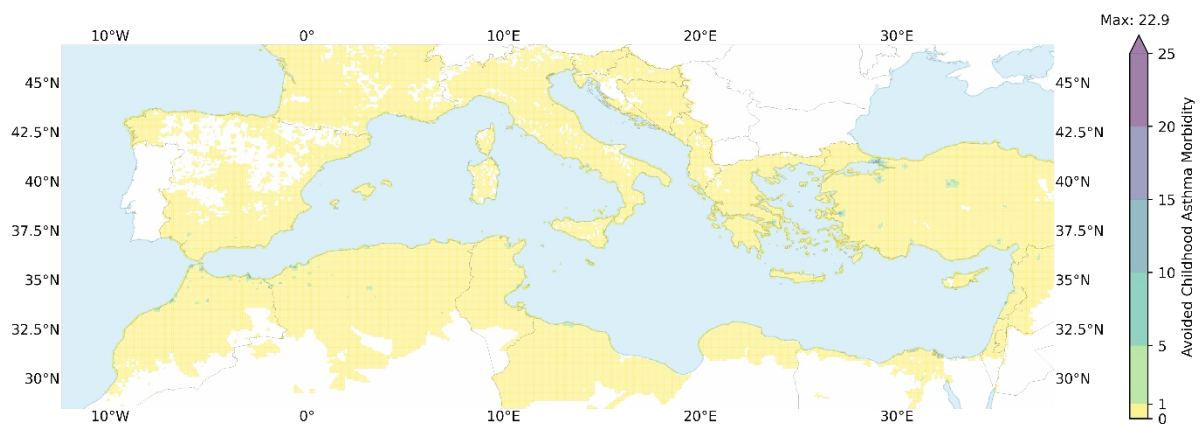 Max: 22.9
10°W 0° 10°E 20°E 30°E
45°N 45°N 25
42.5°N 42.5°N 20
40°N 40°N 15
37.5°N 37.5°N
35°N 35°N 10
32.5°N 32.5°N 5
30°N 30°N 1
0
10°W 0° 10°E 20°E 30°E
Avoided Childhood Asthma Morbidity